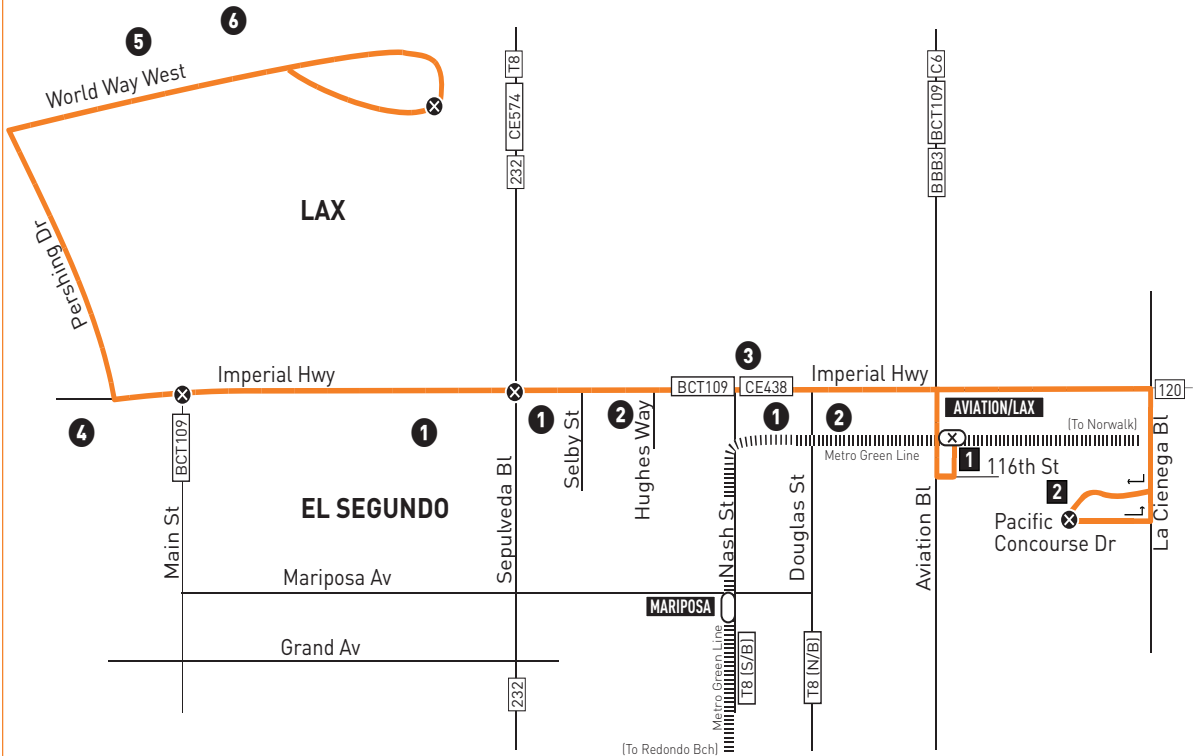 6
5
World Way West
T8
CE574
232
C6
BCT109
BBB3
LAX
Pershing Dr
3
Imperial Hwy
BCT109
CE438
Imperial Hwy
120
4
BCT109
1
1
Selby St
2
Hughes Way
1
2
AVIATION/LAX
(To Norwalk)
Metro Green Line
1
116th St
2
Pacific
Concourse Dr
La Cienega Bl
EL SEGUNDO
Main St
Sepulveda Bl
Nash St
Douglas St
Aviation Bl
Mariposa Av
MARIPOSA
Grand Av
232
Metro Green Line
T8 (S/B)
T8 (N/B)
(To Redondo Bch)